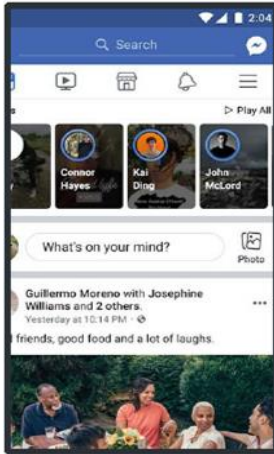 2:04
Search
Play All
Connor Hayes
Kai Ding
John McLord
What's on your mind?
Photo
Guillermo Moreno with Josephine
Williams and 2 others.
Yesterday at 10:14 PM ·
friends, good food and a lot of laughs.